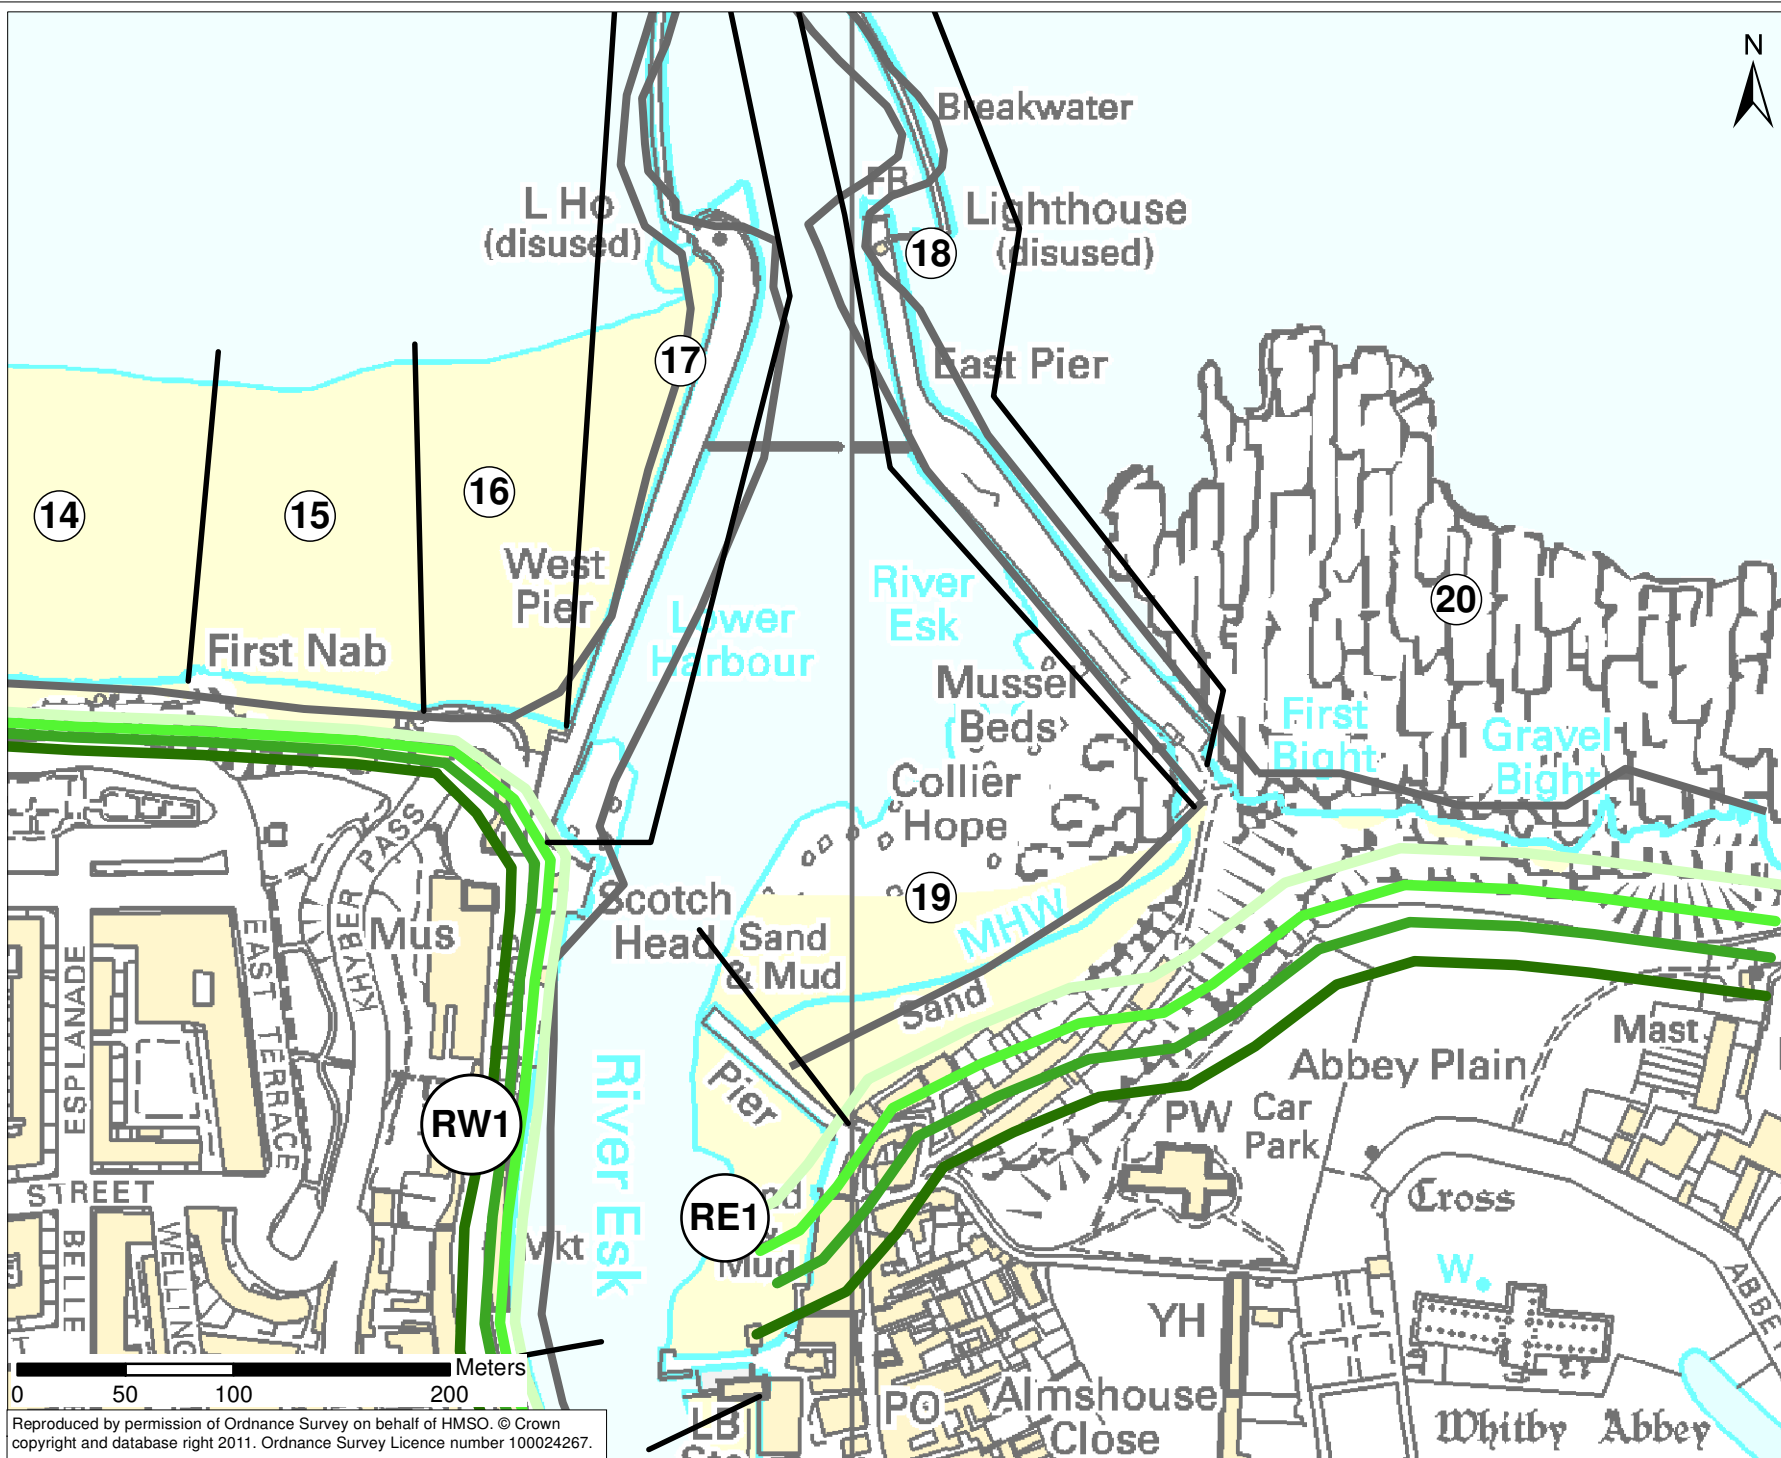 N
Breakwater
FB
L Ho
(disused)
Lighthouse
(disused)
18
17
East Pier
14
15
16
West
Pier
River
Esk
20
Lower
Harbour
First Nab
Mussel
Beds
First
Bight
Gravel
Bight
Collier
Hope
KHYBER PASS
Mus
ROAD
Scotch
Head
19
MHW
Sand
& Mud
Sand
ESPLANADE
EAST TERRACE
Pier
River Esk
Abbey Plain
Mast
RW1
PW
Car
Park
STREET
BELLE
Cross
RE1
Mud
Mkt
W
YH
ABBEY
Meters
0 50 100 200
PO
LB
Almshouse
Close
Whitby Abbey
Reproduced by permission of Ordnance Survey on behalf of HMSO. © Crown
copyright and database right 2011. Ordnance Survey Licence number 100024267.